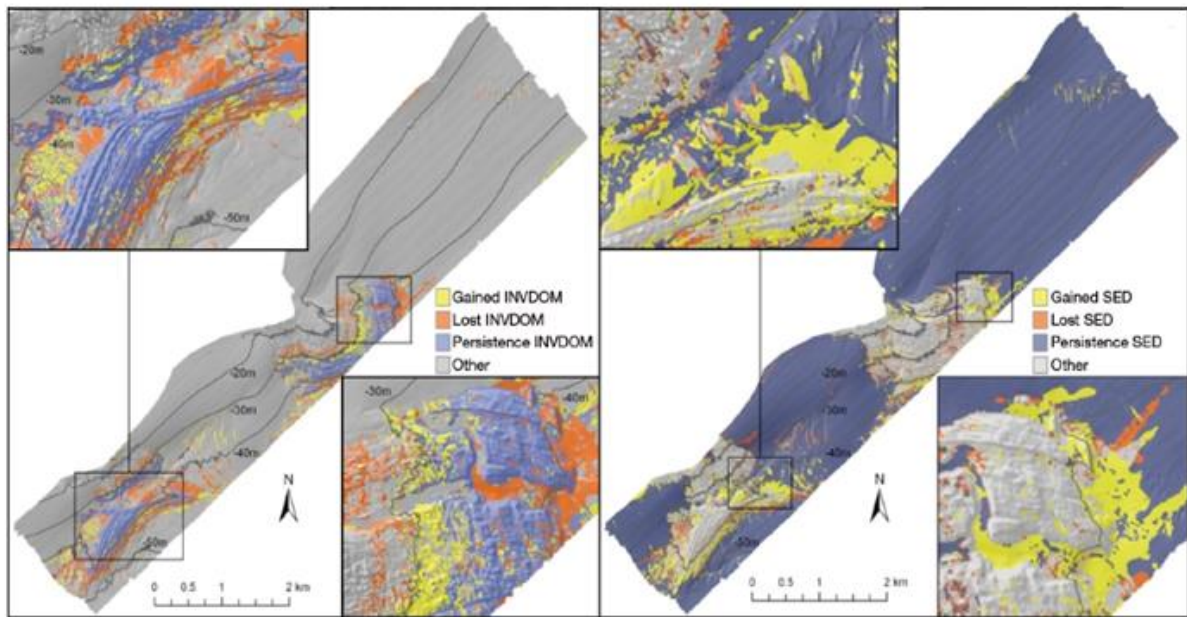 -20m
-50m
-40m
-50m
Gained INVDOM
Lost INVDOM
Persistence INVDOM
Other
-20m
-30m
-40m
-30m
-40m
N
-50m
0 0.5 1 2 km
Gained SED
Lost SED
Persistence SED
Other
-20m
-30m
-40m
N
-50m
0 0.5 1 2 km